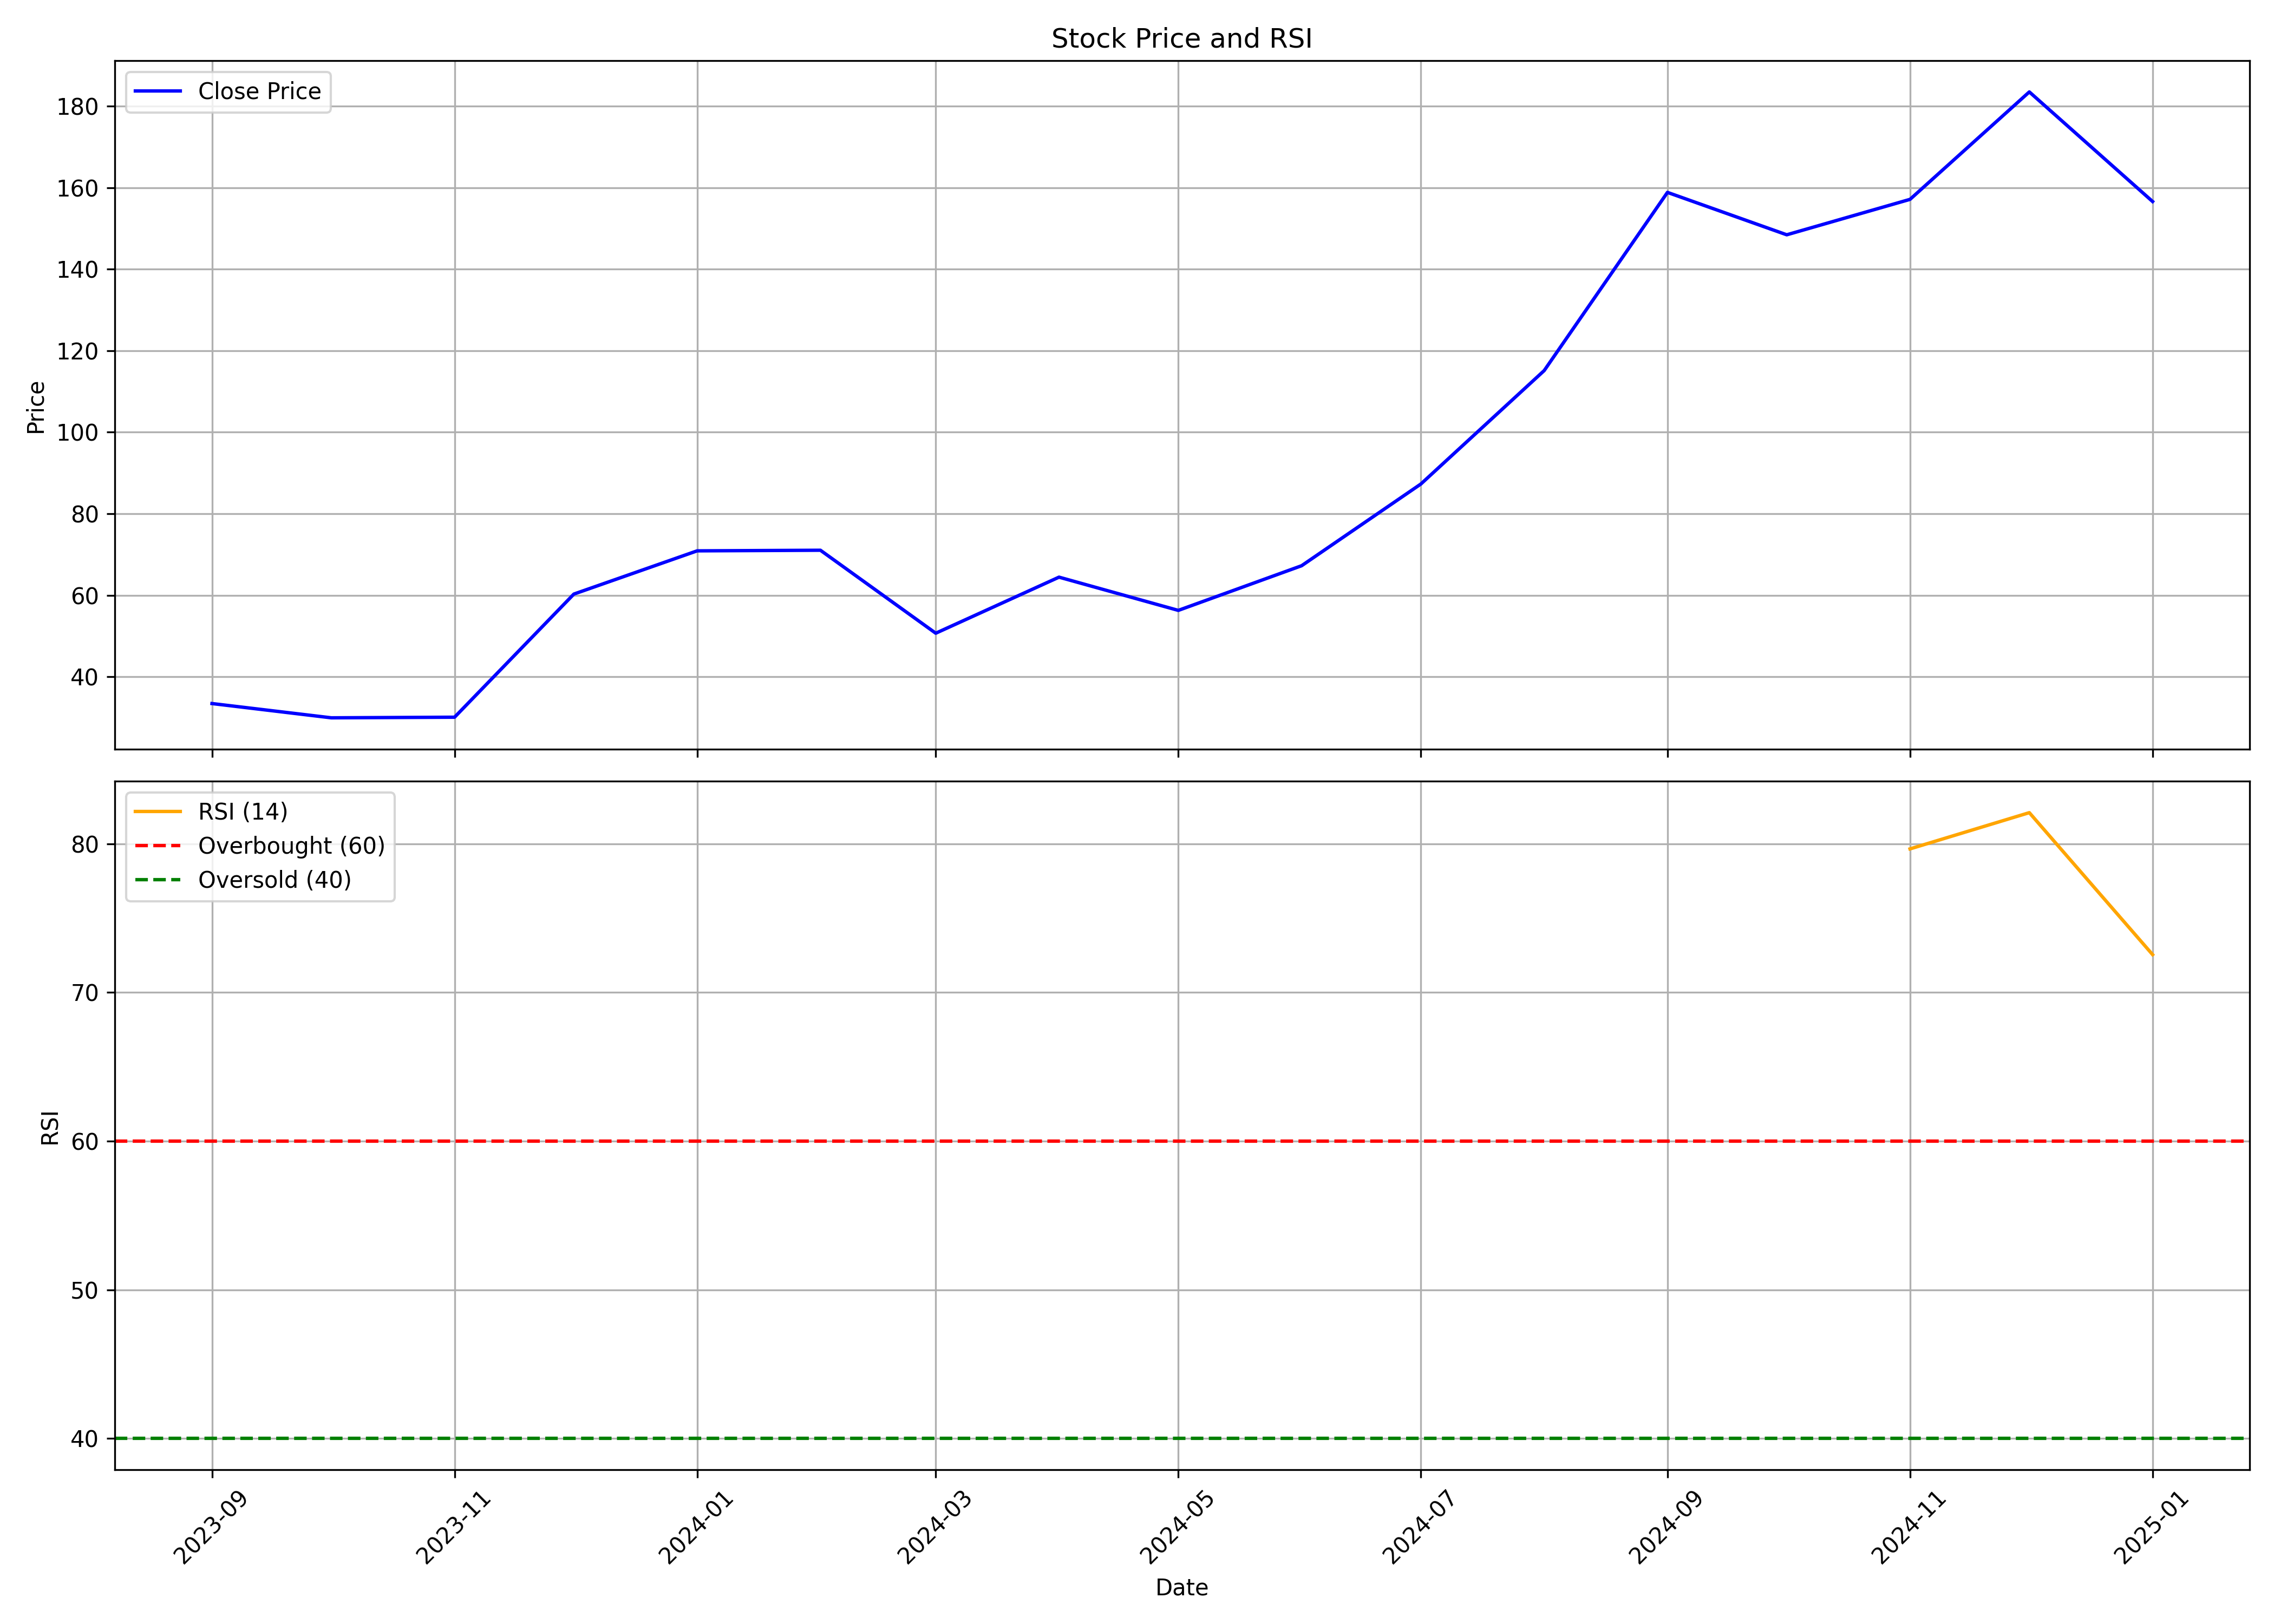 Stock Price and RSI
Close Price
180
160
140
120
100
80
60
40
Price
RSI (14)
Overbought (60)
Oversold (40)
80
70
60
50
40
RSI
2023-09
2023-11
2024-01
2024-03
2024-05
2024-07
2024-09
2024-11
2025-01
Date